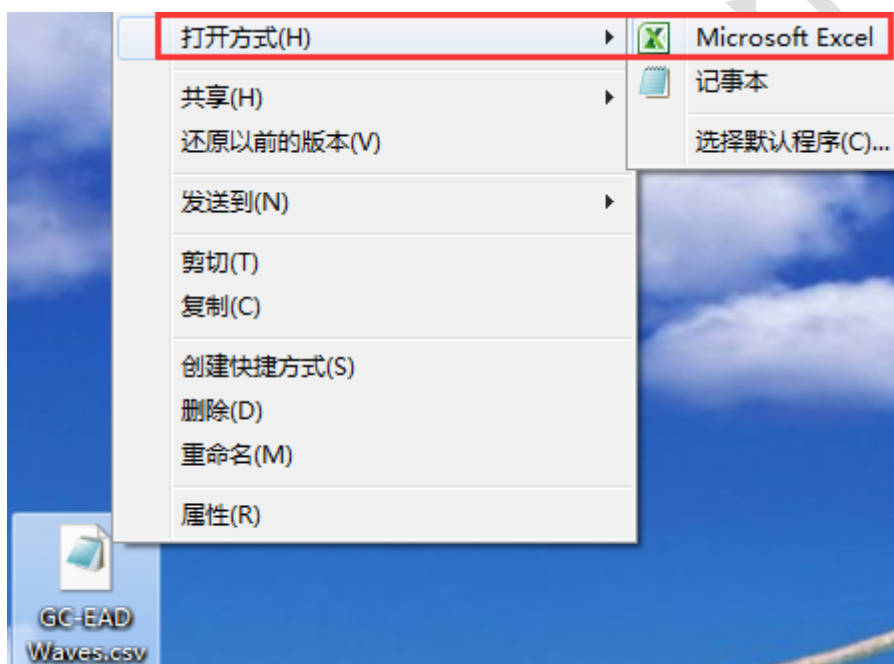 打开方式(H)
Microsoft Excel
记事本
选择默认程序(C)...
共享(H)
还原以前的版本(V)
发送到(N)
剪切(T)
复制(C)
创建快捷方式(S)
删除(D)
重命名(M)
属性(R)
GC-EAD
Waves.csv